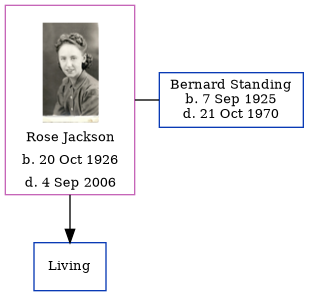 Rose Jackson
b. 20 Oct 1926
d. 4 Sep 2006
Bernard Standing
b. 7 Sep 1925
d. 21 Oct 1970
Living